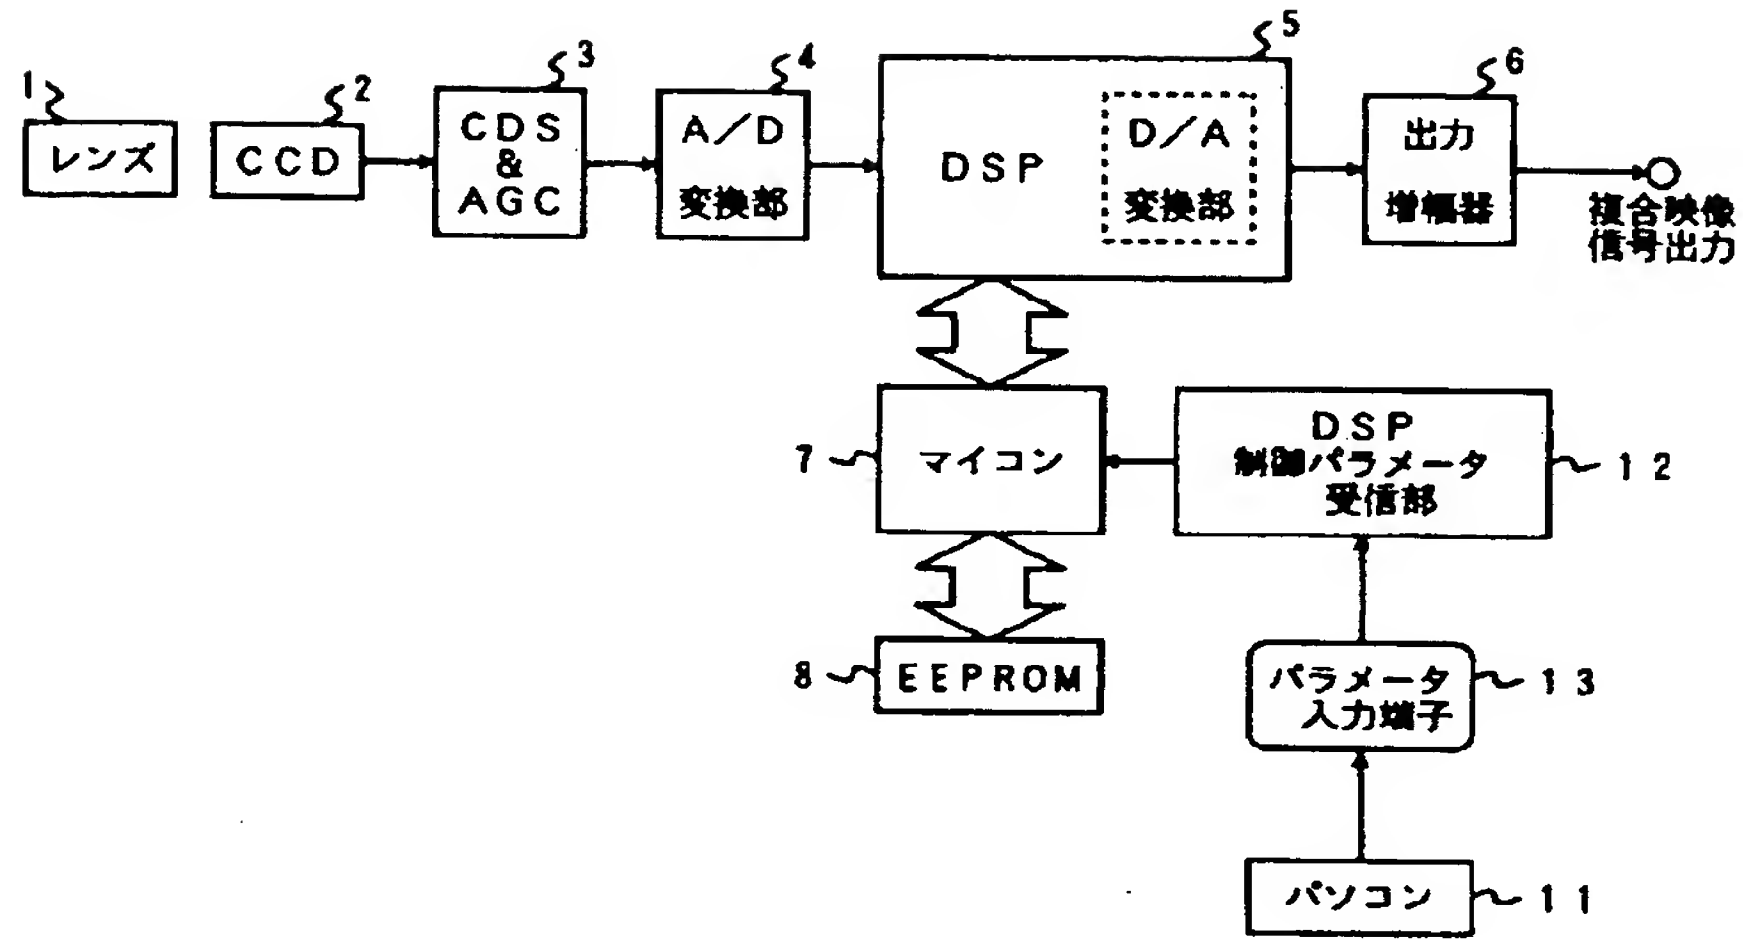 1
レンズ
2
CCD
3
CDS
&
AGC
4
A/D
変換部
5
DSP
D/A
変換部
6
出力
増幅器
複合映像
信号出力
7
マイコン
DSP
制御パラメータ
受信部
12
8
EEPROM
パラメータ
入力端子
13
パソコン
11